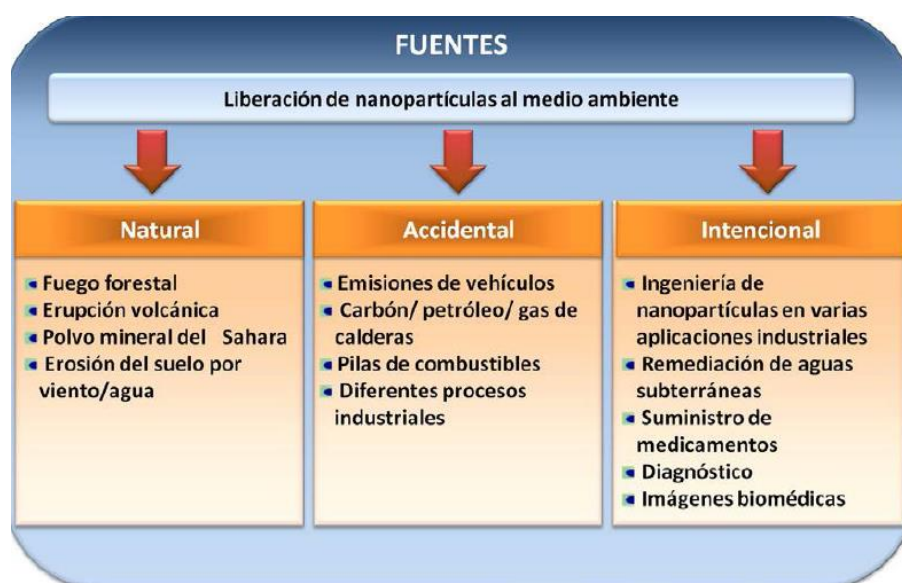 FUENTES
Liberación de nanopartículas al medio ambiente
Natural
Fuego forestal
Erupción volcánica
Polvo mineral del Sahara
Erosión del suelo por
viento/agua
Accidental
Emisiones de vehículos
Carbón/ petróleo/ gas de
calderas
Pilas de combustibles
Diferentes procesos
industriales
Intencional
Ingeniería de
nanopartículas en varias
aplicaciones industriales
Remediación de aguas
subterráneas
Suministro de
medicamentos
Diagnóstico
Imágenes biomédicas